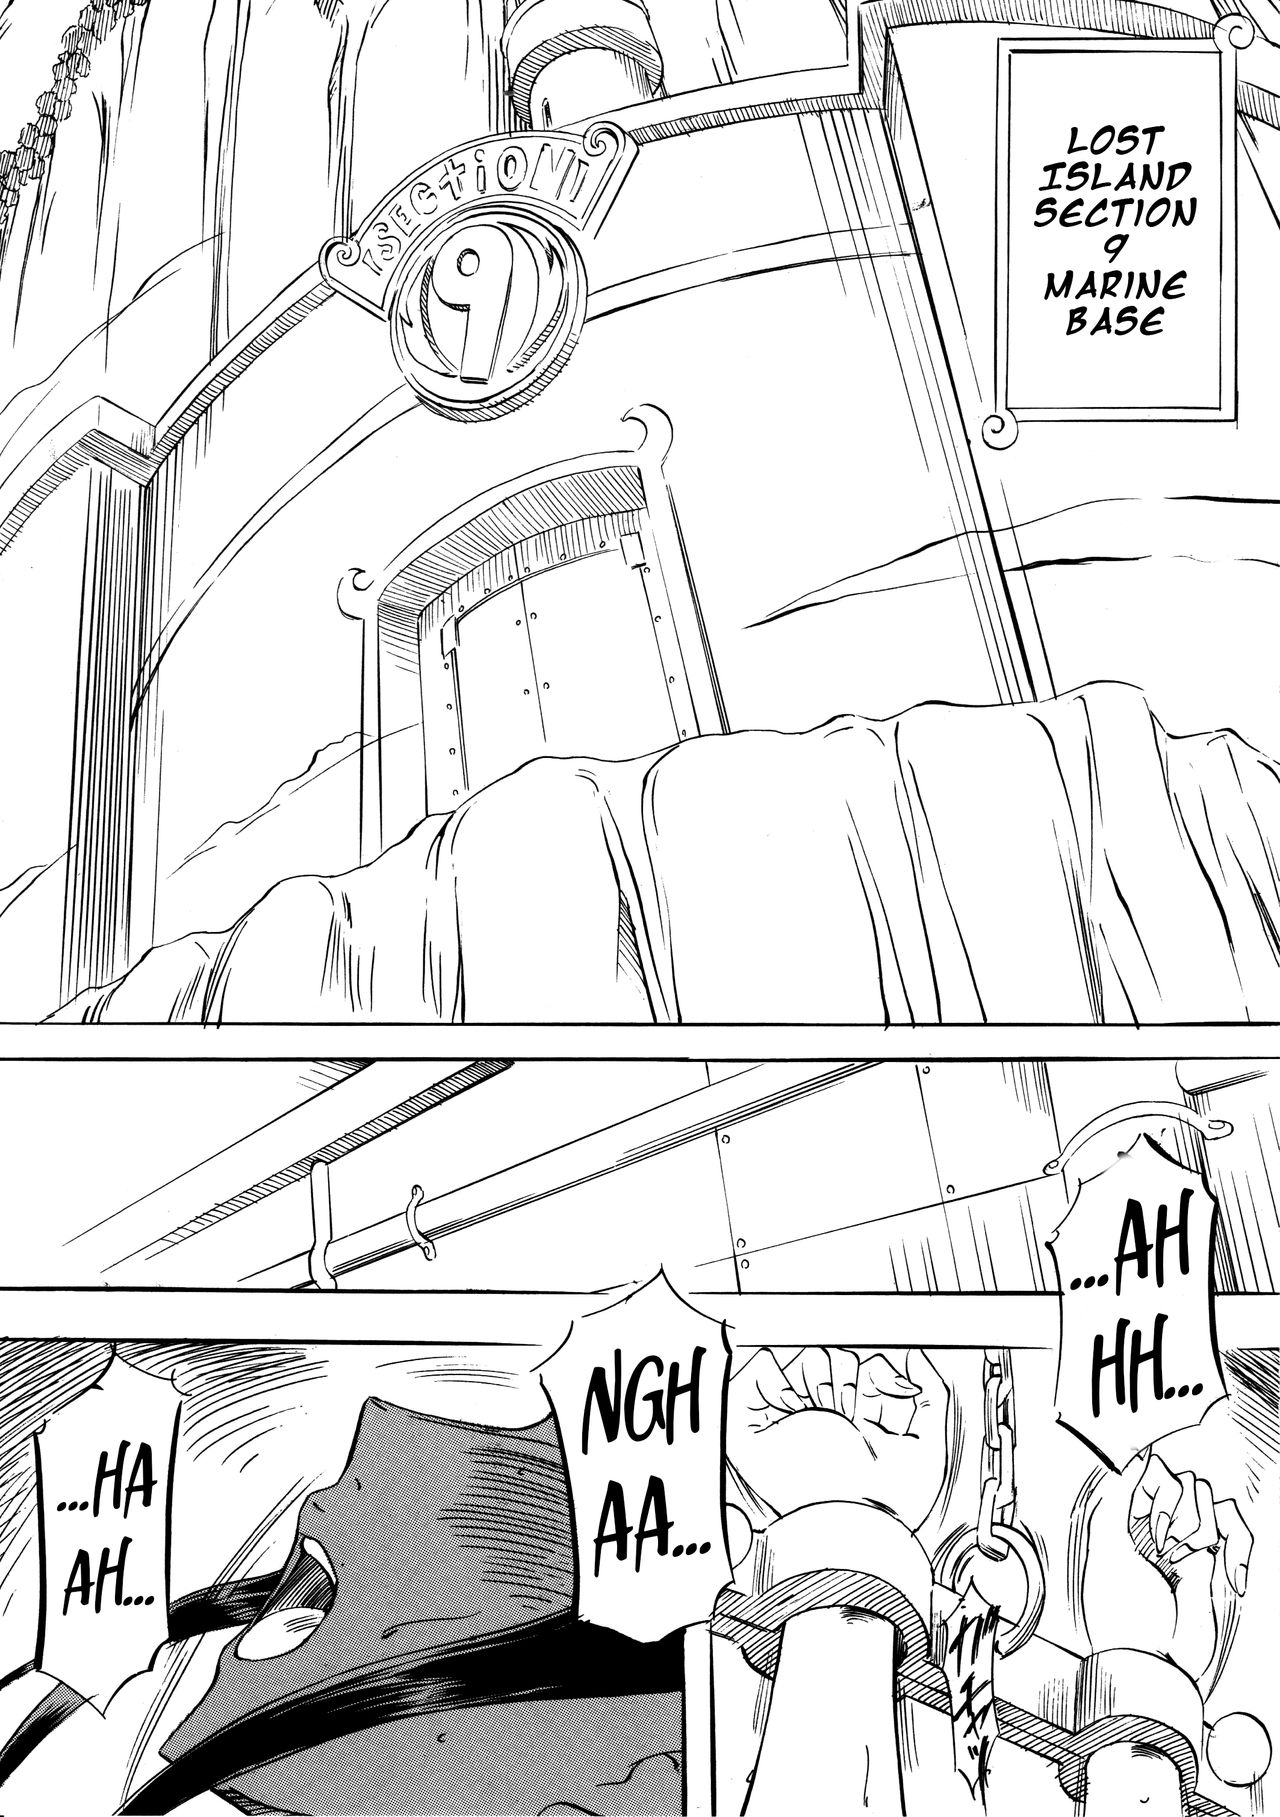 LOST
ISLAND
SECTION
9
MARINE
BASE
SECTION
9
...AH
HH...
NGH
AA...
...HA
AH...